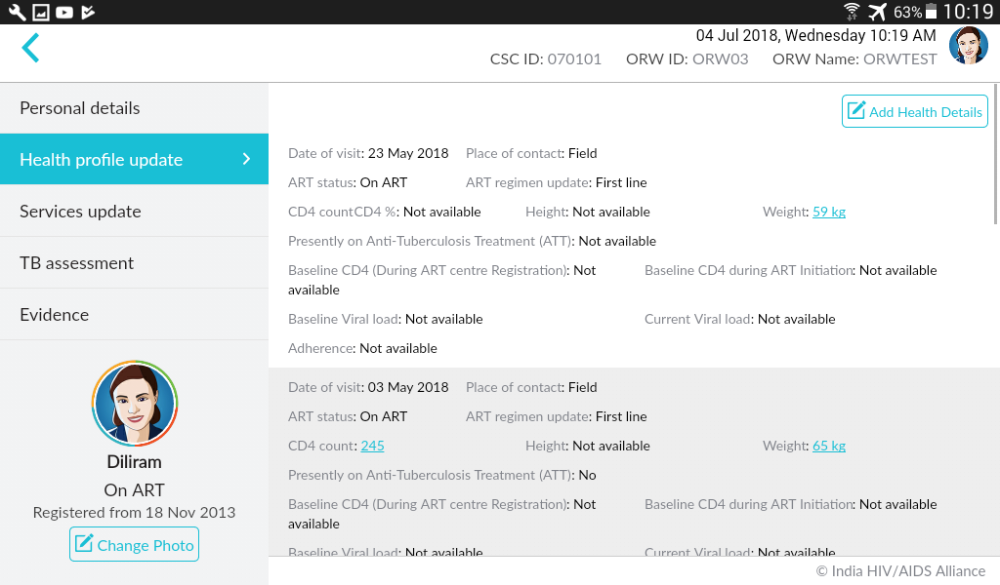 63% 10:19
04 Jul 2018, Wednesday 10:19 AM
CSC ID: 070101 ORW ID: ORW03 ORW Name: ORWTEST
Personal details
Health profile update
Services update
TB assessment
Evidence
Diliram
On ART
Registered from 18 Nov 2013
Change Photo
Add Health Details
Date of visit: 23 May 2018 Place of contact: Field
ART status: On ART ART regimen update: First line
CD4 countCD4 %: Not available Height: Not available Weight: 59 kg
Presently on Anti-Tuberculosis Treatment (ATT): Not available
Baseline CD4 (During ART centre Registration): Not available Baseline CD4 during ART Initiation: Not available
Baseline Viral load: Not available Current Viral load: Not available
Adherence: Not available
Date of visit: 03 May 2018 Place of contact: Field
ART status: On ART ART regimen update: First line
CD4 count: 245 Height: Not available Weight: 65 kg
Presently on Anti-Tuberculosis Treatment (ATT): No
Baseline CD4 (During ART centre Registration): Not available Baseline CD4 during ART Initiation: Not available
Baseline Viral load: Not available Current Viral load: Not available
© India HIV/AIDS Alliance